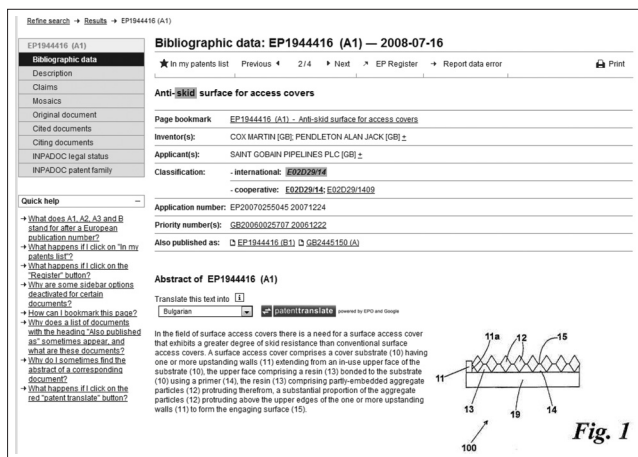 Refine search → Results → EP1944416 (A1)
EP1944416 (A1)
Bibliographic data
Description
Claims
Mosaics
Original document
Cited documents
Citing documents
INPADOC legal status
INPADOC patent family
Quick help −
→ What does A1, A2, A3 and B
stand for after a European
publication number?
→ What happens if I click on "In my
patents list"?
→ What happens if I click on the
"Register" button?
→ Why are some sidebar options
deactivated for certain
documents?
→ How can I bookmark this page?
→ Why does a list of documents
with the heading "Also published
as" sometimes appear, and
what are these documents?
→ Why do I sometimes find the
abstract of a corresponding
document?
→ What happens if I click on the
red "patent translate" button?
Bibliographic data: EP1944416 (A1) — 2008-07-16
In my patents list Previous 2/4 Next EP Register → Report data error Print
Anti-skid surface for access covers
Page bookmark EP1944416 (A1) - Anti-skid surface for access covers
Inventor(s): COX MARTIN [GB]; PENDLETON ALAN JACK [GB] +
Applicant(s): SAINT GOBAIN PIPELINES PLC [GB] +
Classification: - international: E02D29/14
- cooperative: E02D29/14; E02D29/1409
Application number: EP20070255045 20071224
Priority number(s): GB20060025707 20061222
Also published as: EP1944416 (B1) GB2445150 (A)
Abstract of EP1944416 (A1)
Translate this text into i
Bulgarian patenttranslate powered by EPO and Google
In the field of surface access covers there is a need for a surface access cover
that exhibits a greater degree of skid resistance than conventional surface
access covers. A surface access cover comprises a cover substrate (10) having
one or more upstanding walls (11) extending from an in-use upper face of the
substrate (10), the upper face comprising a resin (13) bonded to the substrate
(10) using a primer (14), the resin (13) comprising partly-embedded aggregate
particles (12) protruding therefrom, a substantial proportion of the aggregate
particles (12) protruding above the upper edges of the one or more upstanding
walls (11) to form the engaging surface (15).
11a 12 15
11
13 19 14
100
Fig. 1